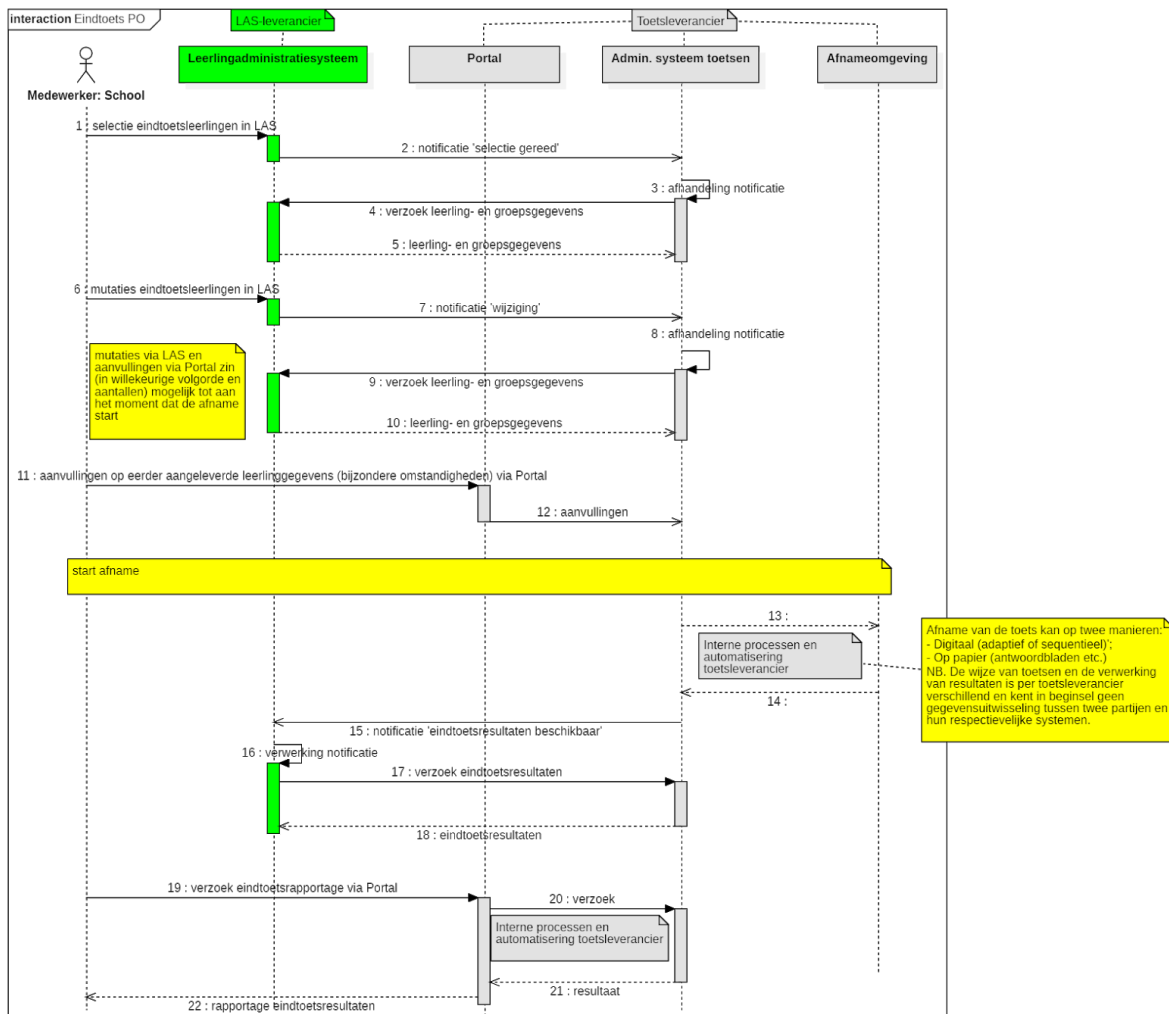 interaction Eindtoets PO
LAS-leverancier
Toetsleverancier
Leerlingadministratiesysteem
Portal
Admin. systeem toetsen
Afnameomgeving
Medewerker: School
1 : selectie eindtoetsleerlingen in LAS
2 : notificatie 'selectie gereed'
3 : afhandeling notificatie
4 : verzoek leerling- en groepsgegevens
5 : leerling- en groepsgegevens
6 : mutaties eindtoetsleerlingen in LAS
7 : notificatie 'wijziging'
8 : afhandeling notificatie
mutaties via LAS en
aanvullingen via Portal zin
(in willekeurige volgorde en
aantallen) mogelijk tot aan
het moment dat de afname
start
9 : verzoek leerling- en groepsgegevens
10 : leerling- en groepsgegevens
11 : aanvullingen op eerder aangeleverde leerlinggegevens (bijzondere omstandigheden) via Portal
12 : aanvullingen
start afname
13 :
Interne processen en
automatisering
toetsleverancier
Afname van de toets kan op twee manieren:
- Digitaal (adaptief of sequentieel)';
- Op papier (antwoordbladen etc.)
NB. De wijze van toetsen en de verwerking
van resultaten is per toetsleverancier
verschillend en kent in beginsel geen
gegevensuitwisseling tussen twee partijen en
hun respectievelijke systemen.
14 :
15 : notificatie 'eindtoetsresultaten beschikbaar'
16 : verwerking notificatie
17 : verzoek eindtoetsresultaten
18 : eindtoetsresultaten
19 : verzoek eindtoetsrapportage via Portal
20 : verzoek
Interne processen en
automatisering toetsleverancier
21 : resultaat
22 : rapportage eindtoetsresultaten